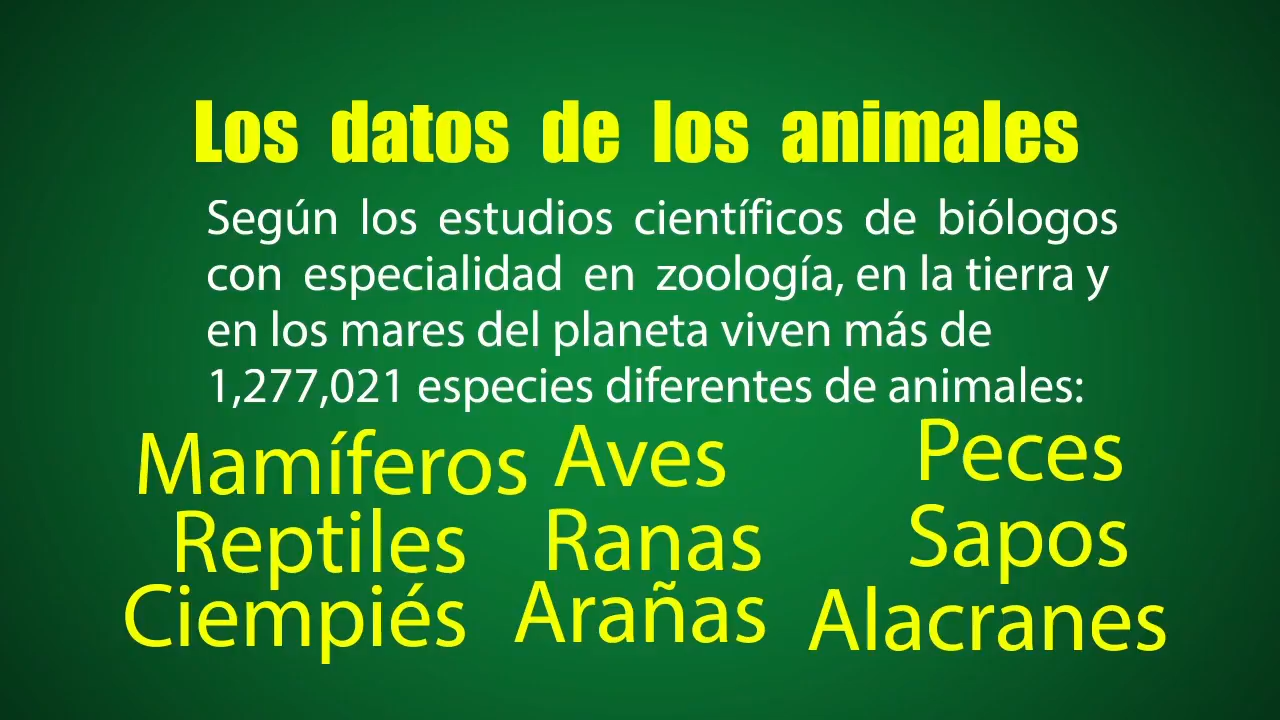 Los datos de los animales
Según los estudios científicos de biólogos
con especialidad en zoología, en la tierra y
en los mares del planeta viven más de
1,277,021 especies diferentes de animales:
Mamíferos Aves Peces
Reptiles Ranas Sapos
Ciempiés Arañas Alacranes